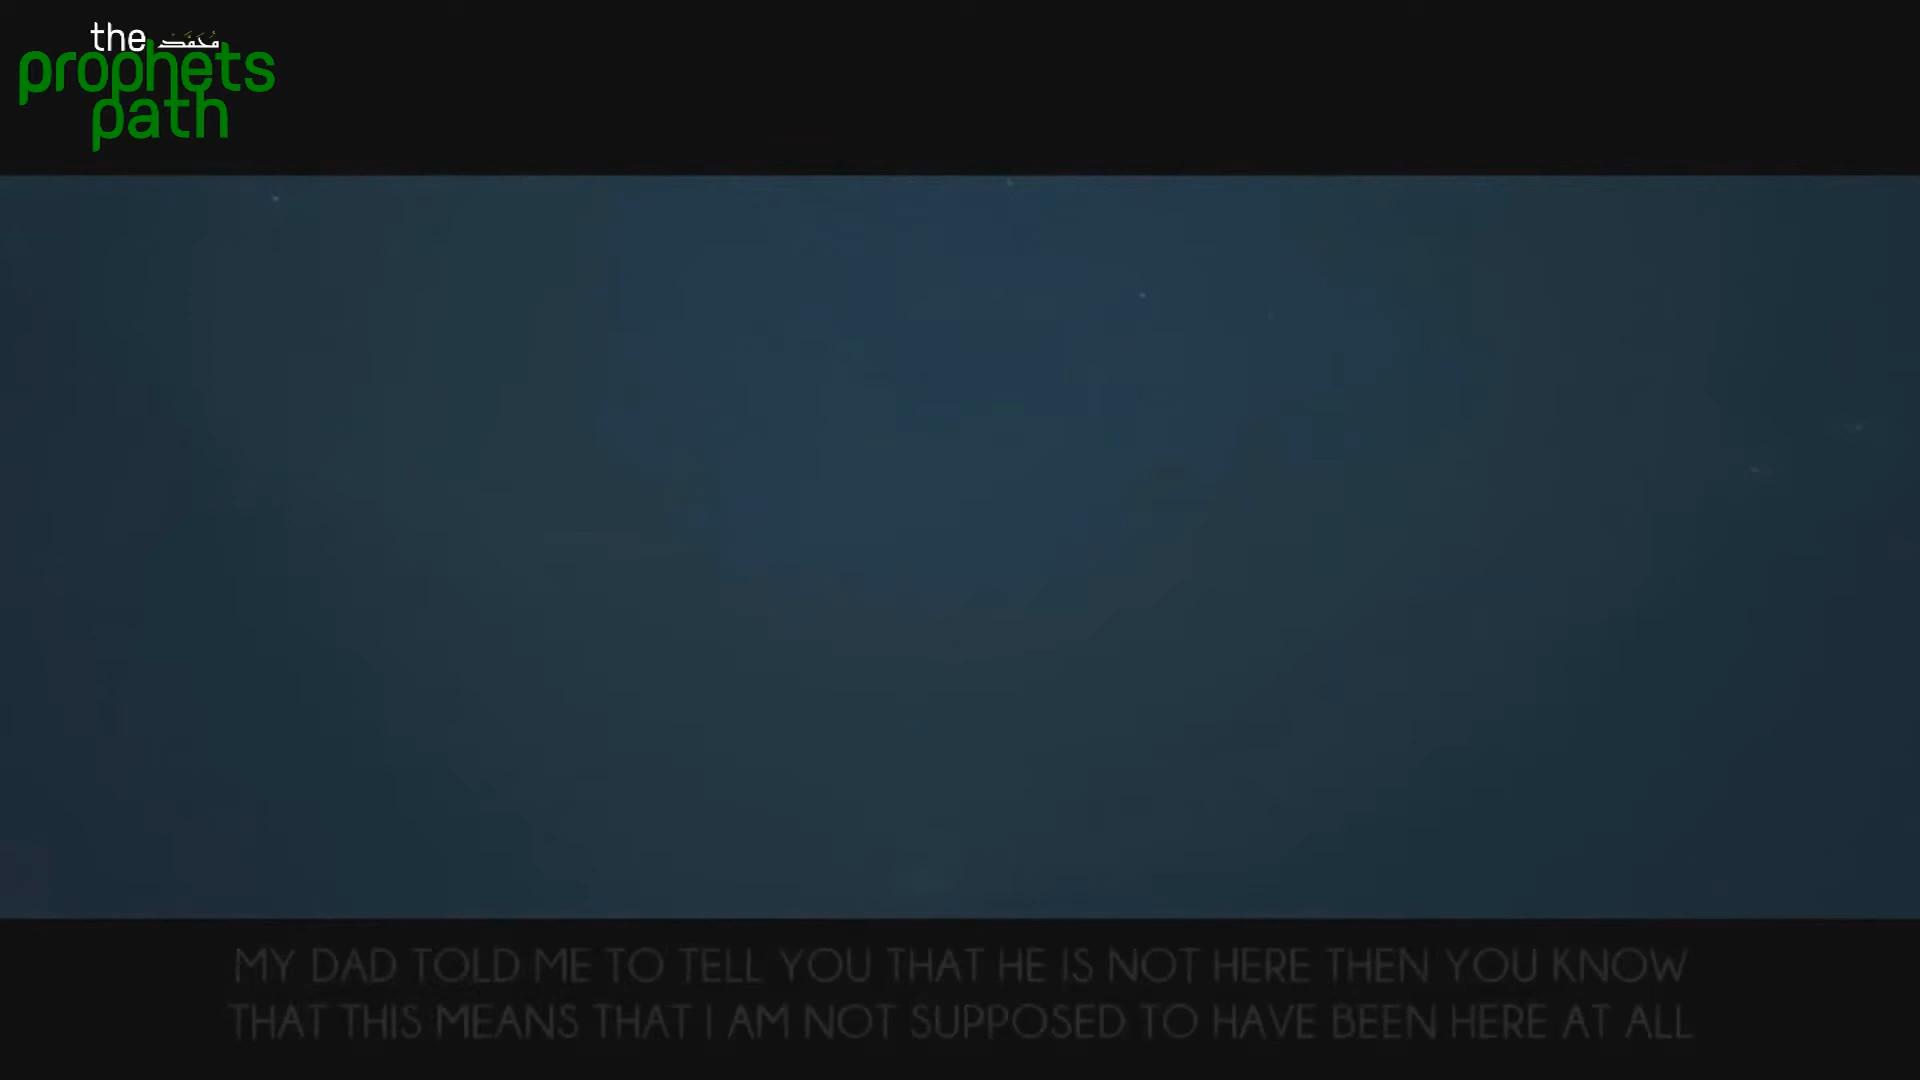 the مُحَمَّدْ
prophets
path
MY DAD TOLD ME TO TELL YOU THAT HE IS NOT HERE THEN YOU KNOW
THAT THIS MEANS THAT I AM NOT SUPPOSED TO HAVE BEEN HERE AT ALL